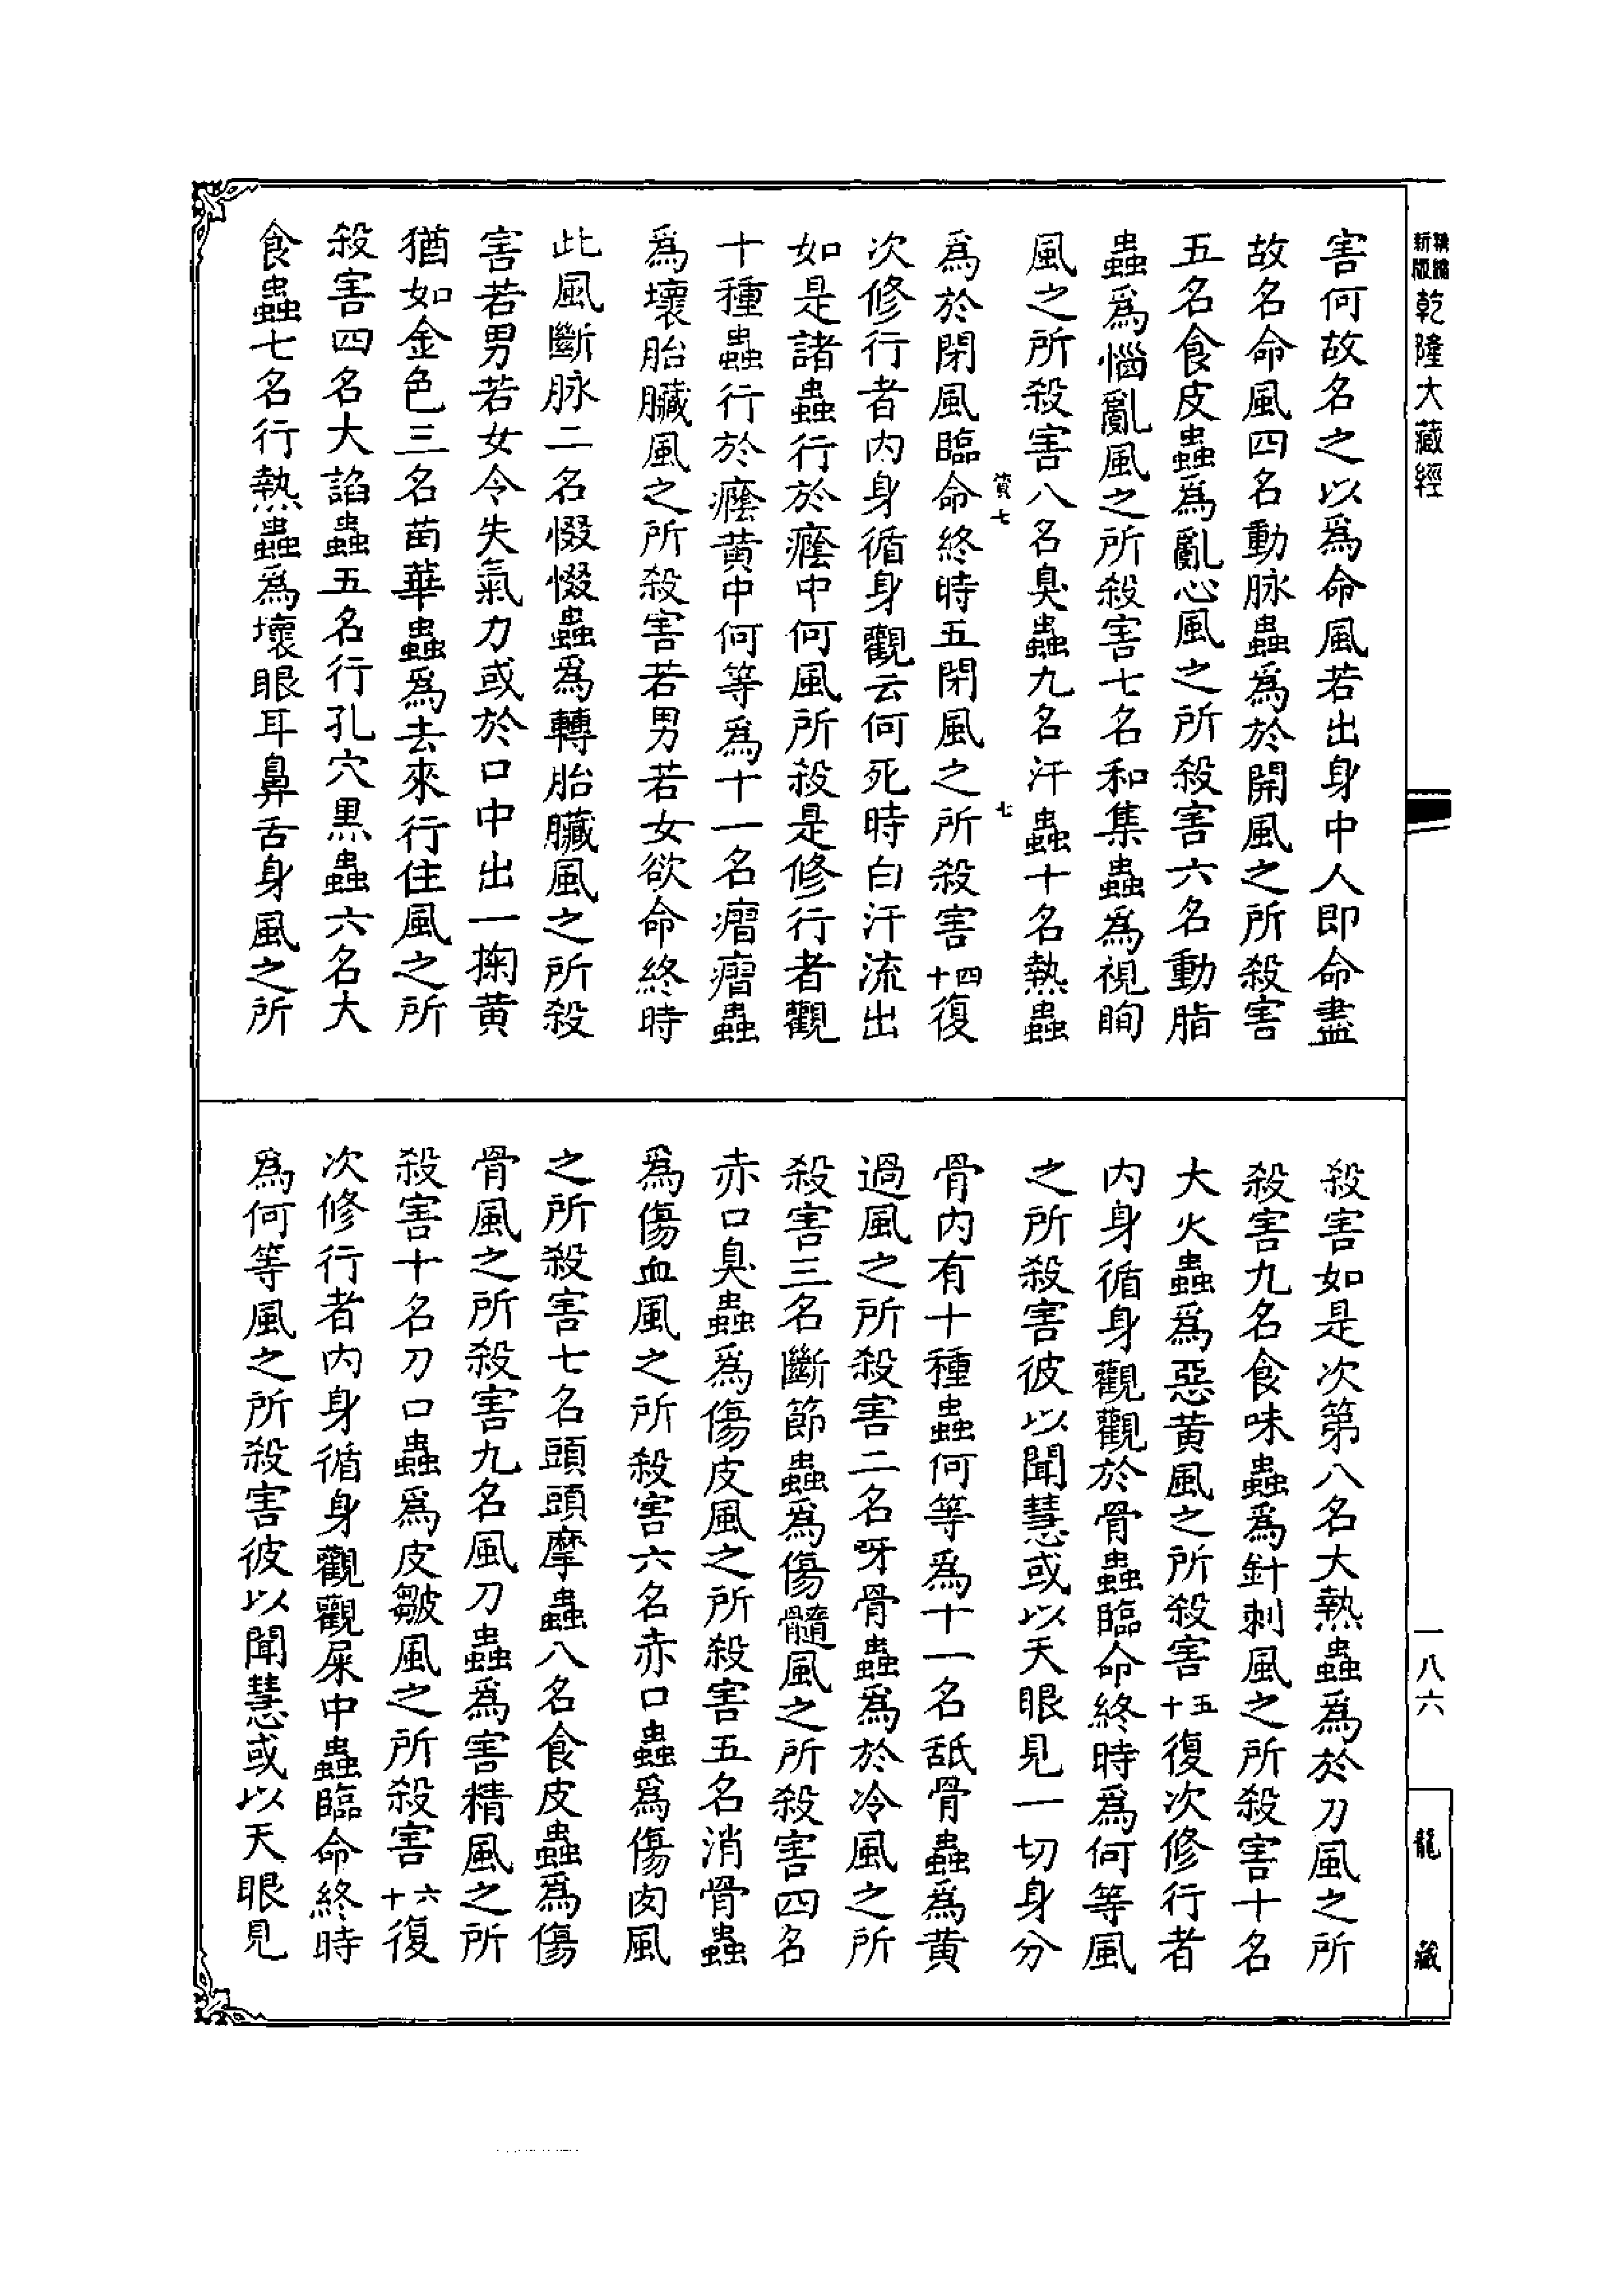 新版
精縮
乾隆大藏經
一八六
龍藏
害何故名之以爲命風若出身中人即命盡
故名命風四名動脉蟲爲於開風之所殺害
五名食皮蟲爲亂心風之所殺害六名動脂
蟲爲惱亂風之所殺害七名和集蟲爲視眴
風之所殺害八名臭蟲九名汗蟲十名熱蟲
資七 七
爲於閉風臨命終時五閉風之所殺害十四復
次修行者内身循身觀云何死時白汗流出
如是諸蟲行於癊中何風所殺是修行者觀
十種蟲行於癊黄中何等爲十一名瘤瘤蟲
爲壞胎臟風之所殺害若男若女欲命終時
此風斷脉二名惙惙蟲爲轉胎臟風之所殺
害若男若女令失氣力或於口中出一掬黄
猶如金色三名苗華蟲爲去來行住風之所
殺害四名大諂蟲五名行孔穴黒蟲六名大
食蟲七名行熱蟲爲壞眼耳鼻舌身風之所
殺害如是次第八名大熱蟲爲於刀風之所
殺害九名食味蟲爲針刺風之所殺害十名
大火蟲爲惡黄風之所殺害十五復次修行者
内身循身觀觀於骨蟲臨命終時爲何等風
之所殺害彼以聞慧或以天眼見一切身分
骨内有十種蟲何等爲十一名舐骨蟲爲黄
過風之所殺害二名呀骨蟲爲於冷風之所
殺害三名斷節蟲爲傷髓風之所殺害四名
赤口臭蟲爲傷皮風之所殺害五名消骨蟲
爲傷血風之所殺害六名赤口蟲爲傷肉風
之所殺害七名頭頭摩蟲八名食皮蟲爲傷
骨風之所殺害九名風刀蟲爲害精風之所
殺害十名刀口蟲爲皮皺風之所殺害十六復
次修行者内身循身觀觀屎中蟲臨命終時
爲何等風之所殺害彼以聞慧或以天眼見